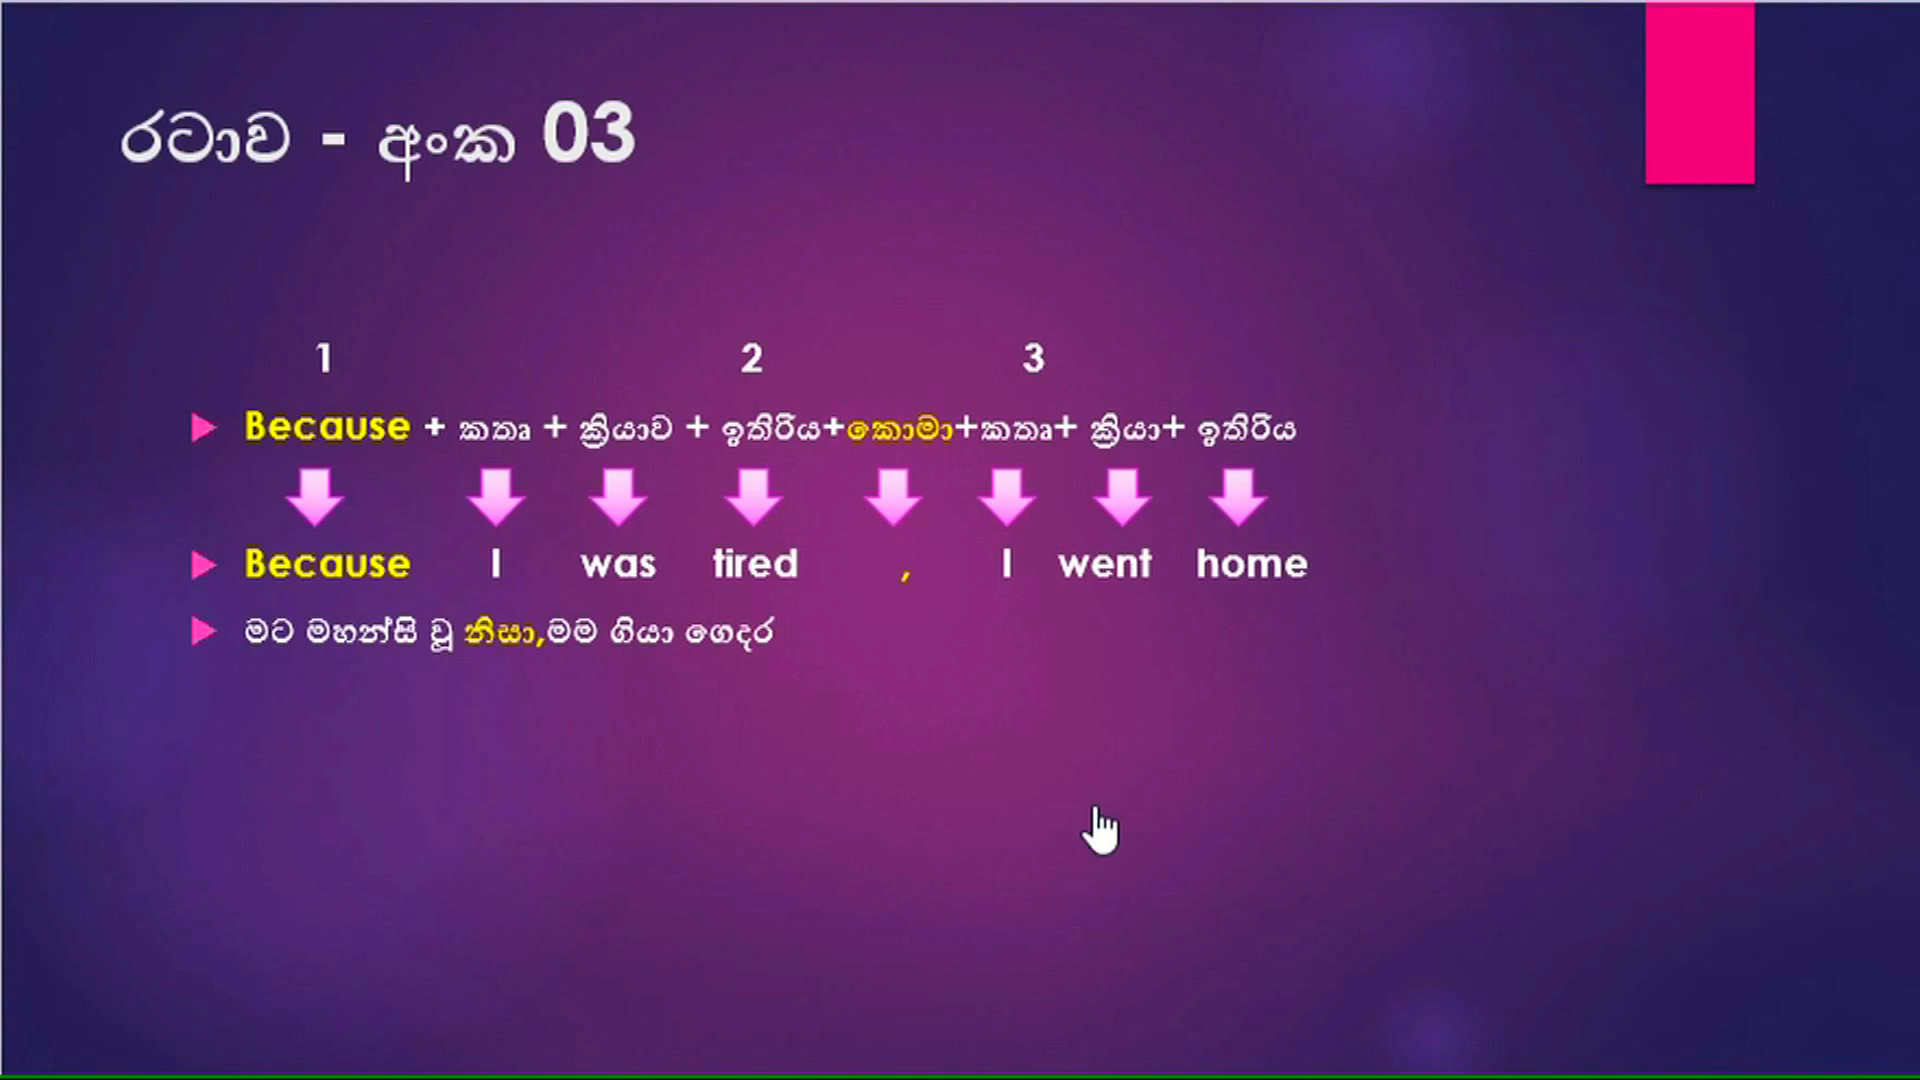 රටාව - අංක 03
1 2 3
Because + කතෘ + ක්‍රියාව + ඉතිරිය+කොමා+කතෘ+ ක්‍රියා+ ඉතිරිය
Because I was tired , I went home
මට මහන්සි වූ නිසා,මම ගියා ගෙදර